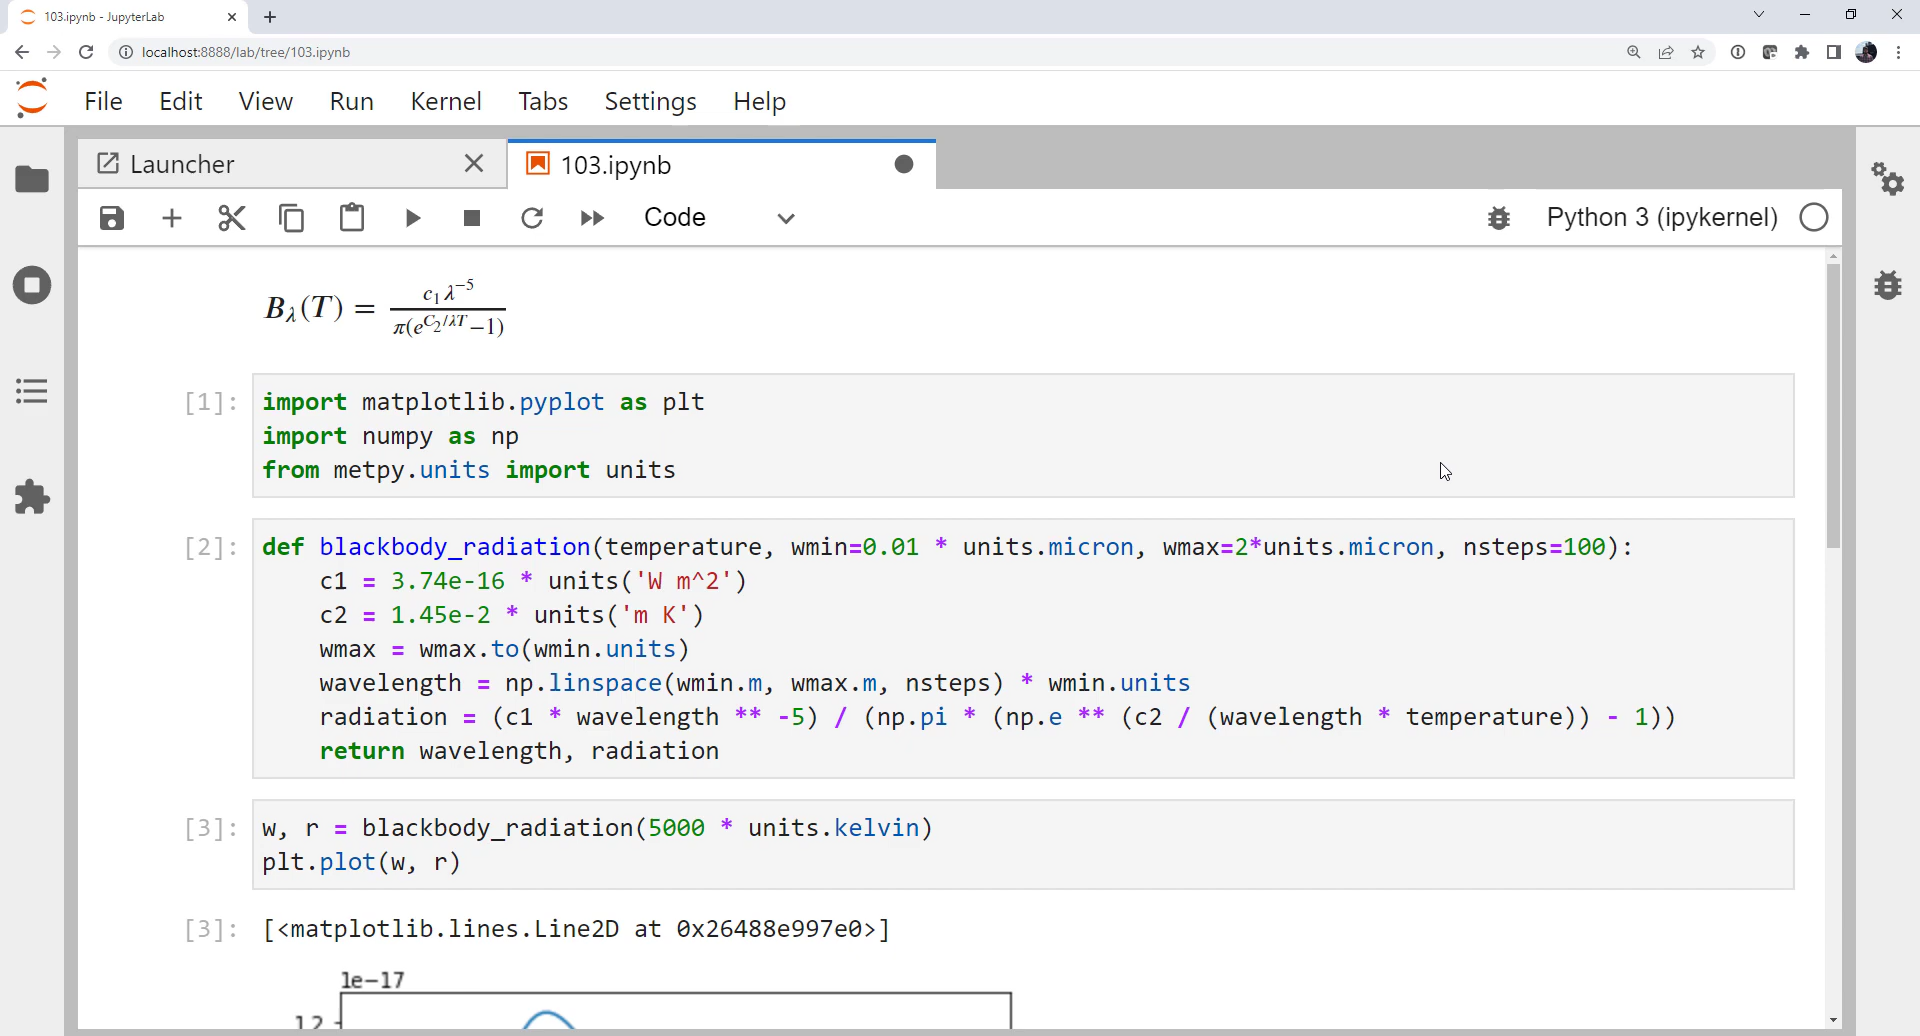 103.ipynb - JupyterLab
localhost:8888/lab/tree/103.ipynb
File Edit View Run Kernel Tabs Settings Help
Launcher
103.ipynb
Code
Python 3 (ipykernel)
B_λ(T) = c₁λ⁻⁵ / π(e^{C₂/λT}−1)
[1]:
import matplotlib.pyplot as plt
import numpy as np
from metpy.units import units
[2]:
def blackbody_radiation(temperature, wmin=0.01 * units.micron, wmax=2*units.micron, nsteps=100):
    c1 = 3.74e-16 * units('W m^2')
    c2 = 1.45e-2 * units('m K')
    wmax = wmax.to(wmin.units)
    wavelength = np.linspace(wmin.m, wmax.m, nsteps) * wmin.units
    radiation = (c1 * wavelength ** -5) / (np.pi * (np.e ** (c2 / (wavelength * temperature)) - 1))
    return wavelength, radiation
[3]:
w, r = blackbody_radiation(5000 * units.kelvin)
plt.plot(w, r)
[3]:
[<matplotlib.lines.Line2D at 0x26488e997e0>]
1e−17
12